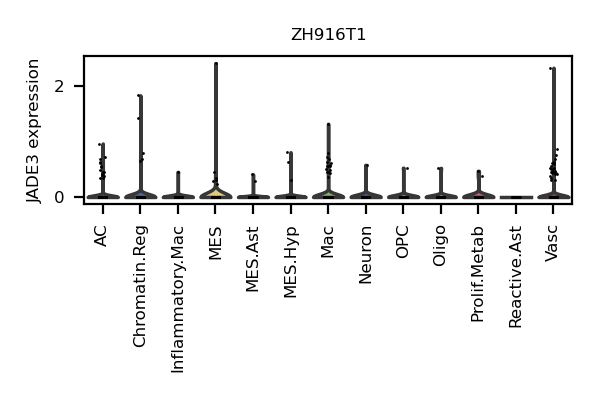 ZH916T1
JADE3 expression
2
0
AC
Chromatin.Reg
Inflammatory.Mac
MES
MES.Ast
MES.Hyp
Mac
Neuron
OPC
Oligo
Prolif.Metab
Reactive.Ast
Vasc